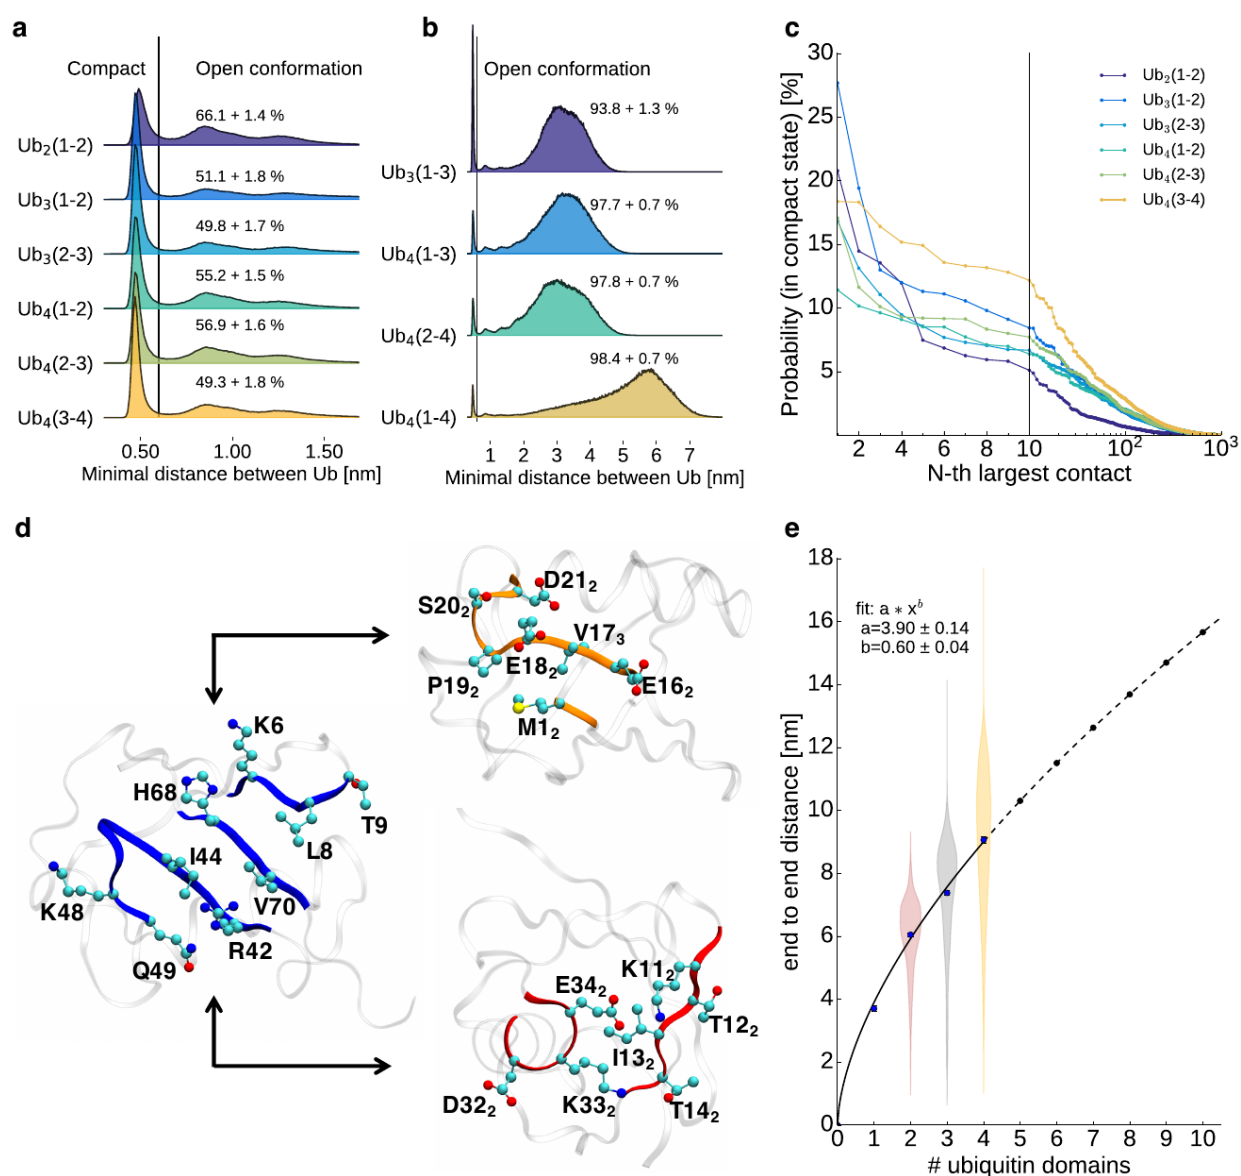 a
Compact
Open conformation
66.1 + 1.4 %
Ub2(1-2)
51.1 + 1.8 %
Ub3(1-2)
49.8 + 1.7 %
Ub3(2-3)
55.2 + 1.5 %
Ub4(1-2)
56.9 + 1.6 %
Ub4(2-3)
49.3 + 1.8 %
Ub4(3-4)
0.50 1.00 1.50
Minimal distance between Ub [nm]
b
Open conformation
93.8 + 1.3 %
Ub3(1-3)
97.7 + 0.7 %
Ub4(1-3)
97.8 + 0.7 %
Ub4(2-4)
98.4 + 0.7 %
Ub4(1-4)
1 2 3 4 5 6 7
Minimal distance between Ub [nm]
c
Probability (in compact state) [%]
30
25
20
15
10
5
Ub2(1-2)
Ub3(1-2)
Ub3(2-3)
Ub4(1-2)
Ub4(2-3)
Ub4(3-4)
2 4 6 8 10 10² 10³
N-th largest contact
d
K6
H68
T9
L8
I44
K48
V70
R42
Q49
D212
S202
V173
E182
P192
E162
M12
K112
E342
T122
I132
D322
K332
T142
e
end to end distance [nm]
18
16
14
12
10
8
6
4
2
0
fit: a * x^b
a=3.90 ± 0.14
b=0.60 ± 0.04
0 1 2 3 4 5 6 7 8 9 10
# ubiquitin domains